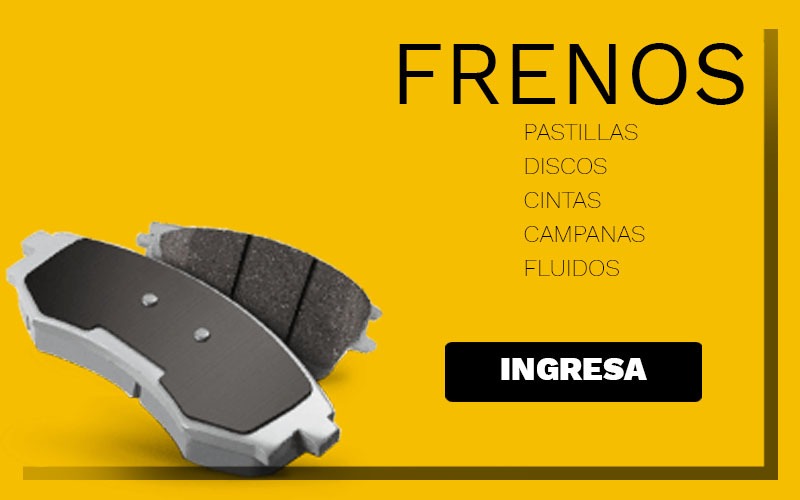 FRENOS
PASTILLAS
DISCOS
CINTAS
CAMPANAS
FLUIDOS
INGRESA